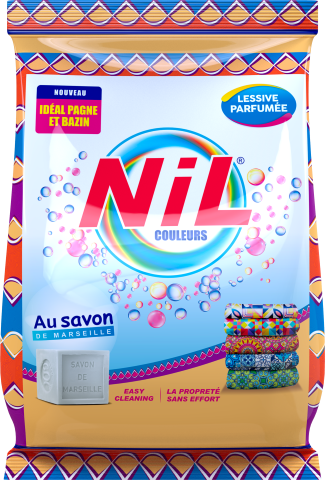 NOUVEAU
IDÉAL PAGNE
ET BAZIN
LESSIVE
PARFUMÉE
NiL®
COULEURS
Au savon
DE MARSEILLE
SAVON
DE
MARSEILLE
EASY
CLEANING
LA PROPRETÉ
SANS EFFORT